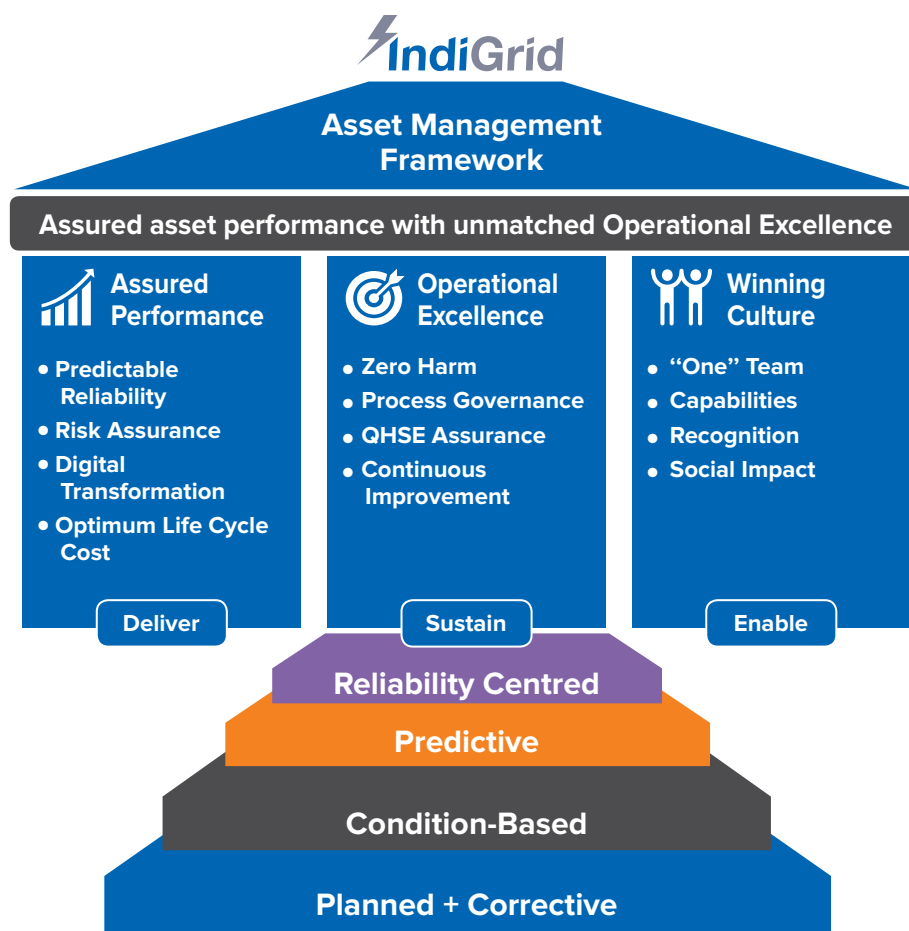 IndiGrid
Asset Management
Framework
Assured asset performance with unmatched Operational Excellence
Assured
Performance
• Predictable
Reliability
• Risk Assurance
• Digital
Transformation
• Optimum Life Cycle
Cost
Deliver
Operational
Excellence
• Zero Harm
• Process Governance
• QHSE Assurance
• Continuous
Improvement
Sustain
Winning
Culture
• “One” Team
• Capabilities
• Recognition
• Social Impact
Enable
Reliability Centred
Predictive
Condition-Based
Planned + Corrective